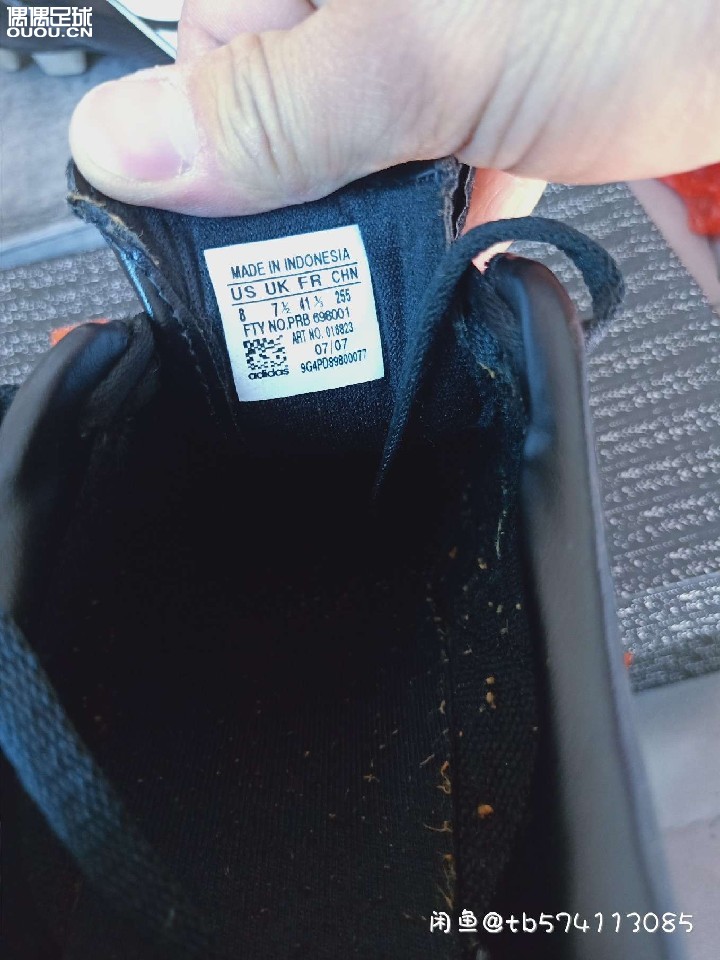 偶偶足球
OUOU.CN
MADE IN INDONESIA
US UK FR CHN
8 7½ 41⅓ 255
FTY NO.PRB 698001
ART NO. 016823
07/07
adidas 9G4PD89800077
闲鱼@tb574113085